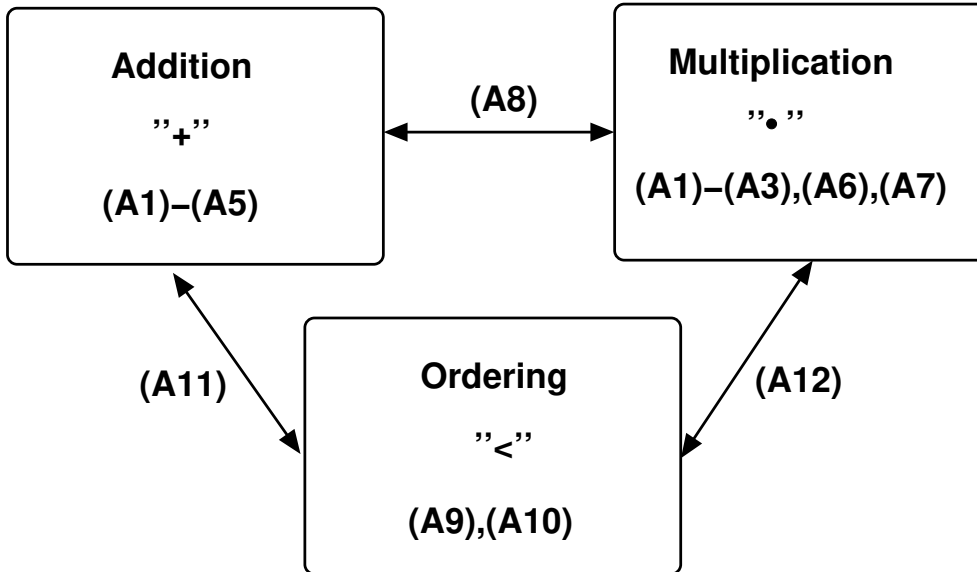 Addition
”+”
(A1)–(A5)
(A8)
Multiplication
”• ”
(A1)–(A3),(A6),(A7)
(A11)
Ordering
”<”
(A9),(A10)
(A12)